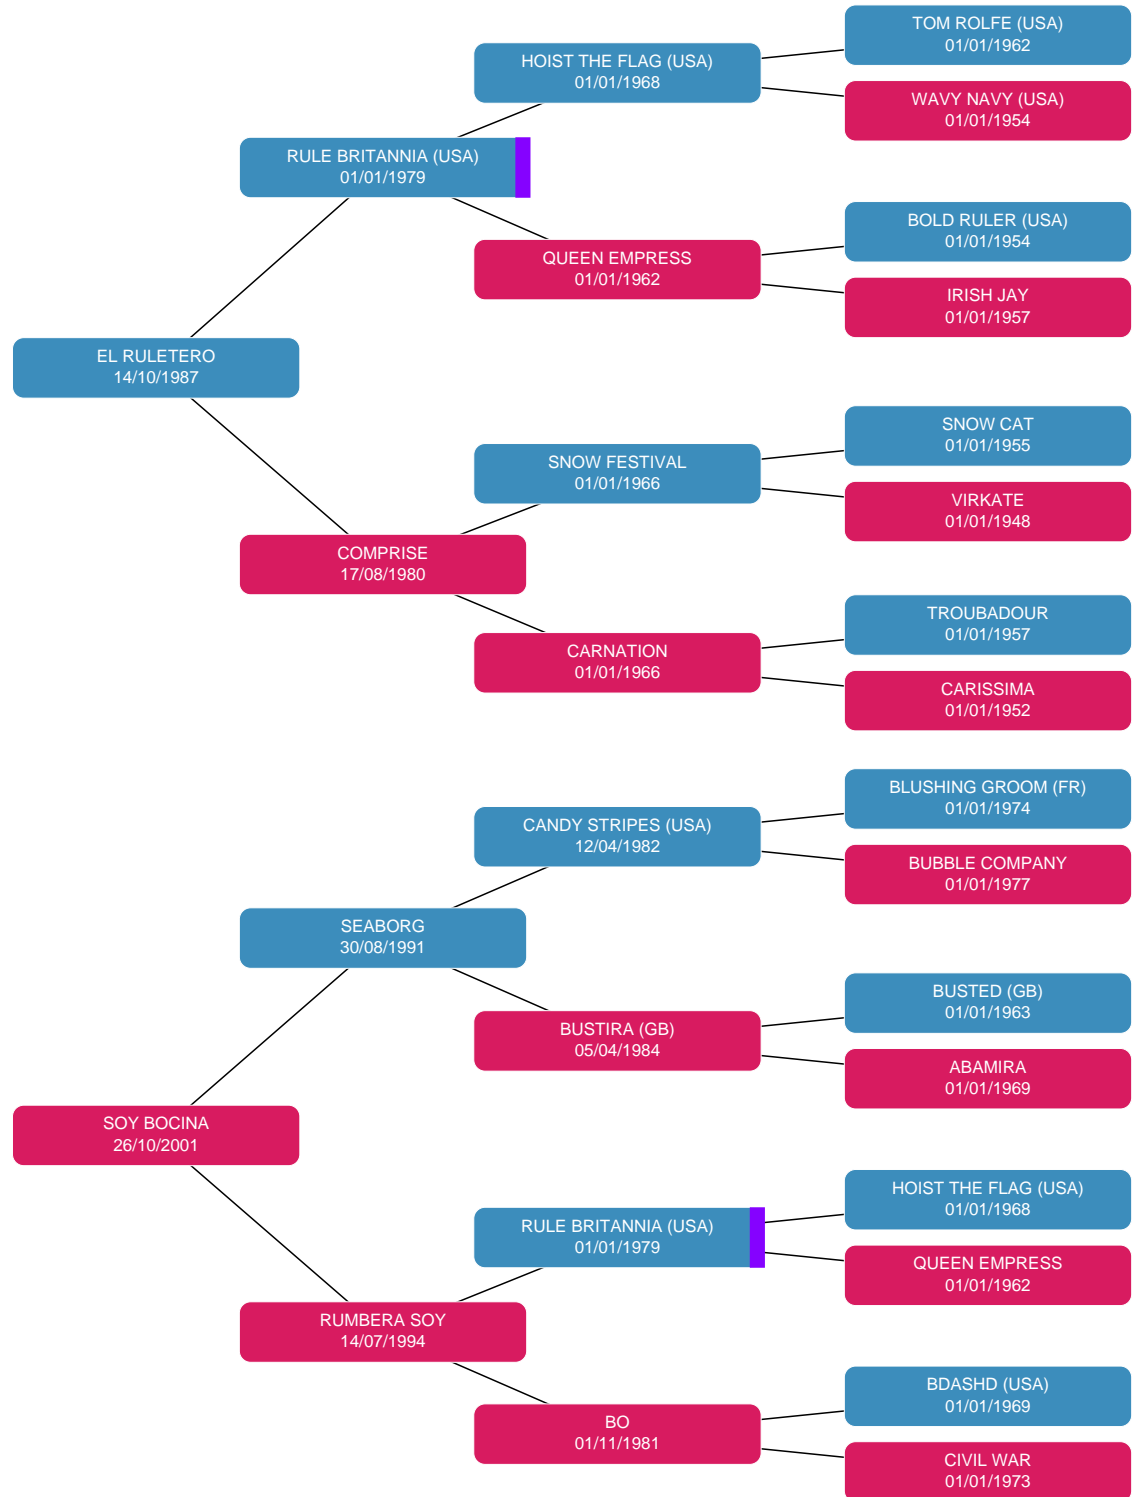 TOM ROLFE (USA)
01/01/1962
HOIST THE FLAG (USA)
01/01/1968
WAVY NAVY (USA)
01/01/1954
RULE BRITANNIA (USA)
01/01/1979
BOLD RULER (USA)
01/01/1954
QUEEN EMPRESS
01/01/1962
IRISH JAY
01/01/1957
EL RULETERO
14/10/1987
SNOW CAT
01/01/1955
SNOW FESTIVAL
01/01/1966
VIRKATE
01/01/1948
COMPRISE
17/08/1980
TROUBADOUR
01/01/1957
CARNATION
01/01/1966
CARISSIMA
01/01/1952
BLUSHING GROOM (FR)
01/01/1974
CANDY STRIPES (USA)
12/04/1982
BUBBLE COMPANY
01/01/1977
SEABORG
30/08/1991
BUSTED (GB)
01/01/1963
BUSTIRA (GB)
05/04/1984
ABAMIRA
01/01/1969
SOY BOCINA
26/10/2001
HOIST THE FLAG (USA)
01/01/1968
RULE BRITANNIA (USA)
01/01/1979
QUEEN EMPRESS
01/01/1962
RUMBERA SOY
14/07/1994
BDASHD (USA)
01/01/1969
BO
01/11/1981
CIVIL WAR
01/01/1973